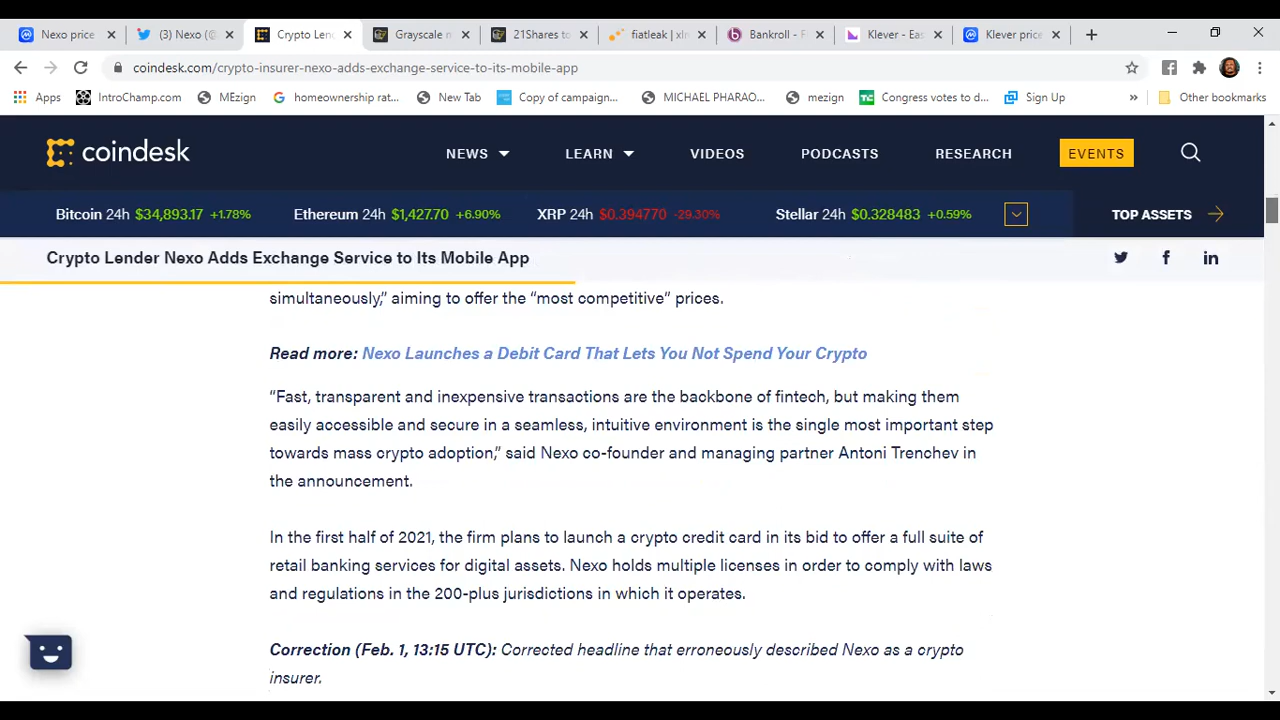 Nexo price
(3) Nexo (@
Crypto Len
Grayscale n
21Shares to
fiatleak | xln
Bankroll - F
Klever - Eas
Klever price
coindesk.com/crypto-insurer-nexo-adds-exchange-service-to-its-mobile-app
Apps
IntroChamp.com
MEzign
homeownership rat...
New Tab
Copy of campaign...
MICHAEL PHARAO...
mezign
Congress votes to d...
Sign Up
»
Other bookmarks
coindesk
NEWS
LEARN
VIDEOS
PODCASTS
RESEARCH
EVENTS
Bitcoin 24h $34,893.17 +1.78%
Ethereum 24h $1,427.70 +6.90%
XRP 24h $0.394770 -29.30%
Stellar 24h $0.328483 +0.59%
TOP ASSETS
Crypto Lender Nexo Adds Exchange Service to Its Mobile App
simultaneously,” aiming to offer the “most competitive” prices.
Read more: Nexo Launches a Debit Card That Lets You Not Spend Your Crypto
“Fast, transparent and inexpensive transactions are the backbone of fintech, but making them
easily accessible and secure in a seamless, intuitive environment is the single most important step
towards mass crypto adoption,” said Nexo co-founder and managing partner Antoni Trenchev in
the announcement.
In the first half of 2021, the firm plans to launch a crypto credit card in its bid to offer a full suite of
retail banking services for digital assets. Nexo holds multiple licenses in order to comply with laws
and regulations in the 200-plus jurisdictions in which it operates.
Correction (Feb. 1, 13:15 UTC): Corrected headline that erroneously described Nexo as a crypto
insurer.